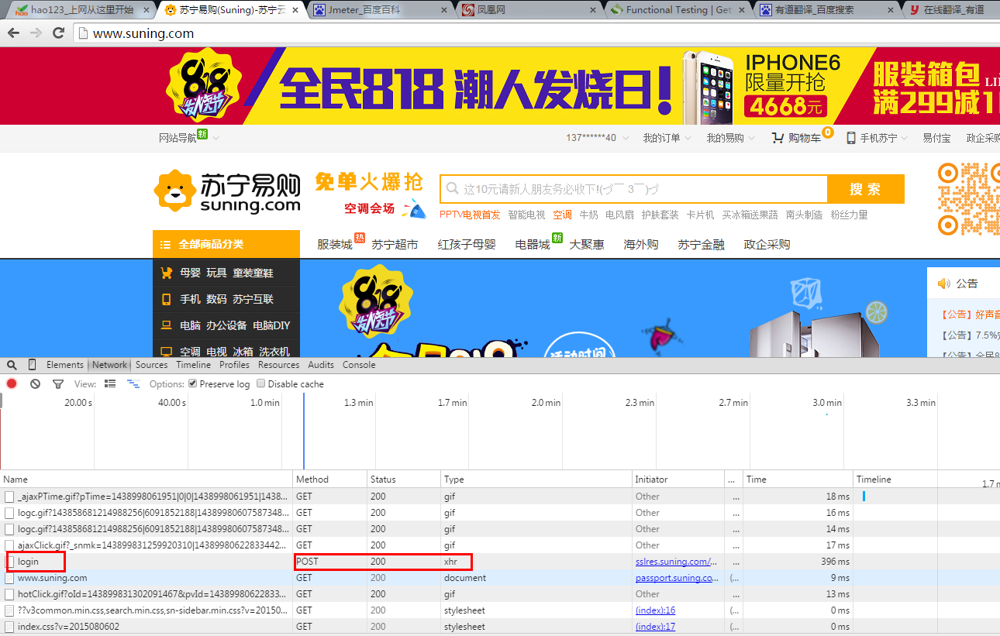 hao123_上网从这里开始
苏宁易购(Suning)-苏宁云
Jmeter_百度百科
凤凰网
Functional Testing | Get
有道翻译_百度搜索
在线翻译_有道
www.suning.com
818
发烧节
全民818 潮人发烧日!
IPHONE6
限量开抢
4668元
服装箱包
满299减1
网站导航 新
137******40 我的订单 我的易购 购物车 0 手机苏宁 易付宝 政企采购
苏宁易购
suning.com
免单火爆抢
空调会场
这10元请新人朋友务必收下!(づ￣ 3￣)づ
搜 索
PPTV电视首发 智能电视 空调 牛奶 电风扇 护肤套装 卡片机 买冰箱送果蔬 南头制造 粉丝力量
全部商品分类
服装城 热 苏宁超市 红孩子母婴 电器城 新 大聚惠 海外购 苏宁金融 政企采购
母婴 玩具 童装童鞋
手机 数码 苏宁互联
电脑 办公设备 电脑DIY
空调 电视 冰箱 洗衣机
818
发烧节
活动时间
公告
【公告】好声音
【公告】7.5%
【公告】全民8
Elements Network Sources Timeline Profiles Resources Audits Console
View: Options: Preserve log Disable cache
20.00 s 40.00 s 1.0 min 1.3 min 1.7 min 2.0 min 2.3 min 2.7 min 3.0 min 3.3 min
Name Method Status Type Initiator ... Time Timeline 1.7 m
_ajaxPTime.gif?pTime=1438998061951|0|0|1438998061951|1438... GET 200 gif Other ... 18 ms
logc.gif?143858681214988256|6091852188|14389980607587348... GET 200 gif Other ... 16 ms
logc.gif?143858681214988256|6091852188|14389980607587348... GET 200 gif Other ... 14 ms
ajaxClick.gif?_snmk=143899831259920310|14389980622833442... GET 200 gif Other ... 17 ms
login POST 200 xhr sslres.suning.com/... ... 396 ms
www.suning.com GET 200 document passport.suning.co... (... 9 ms
hotClick.gif?oId=143899831302091467&pvId=14389980622833... GET 200 gif Other ... 13 ms
??v3common.min.css,search.min.css,sn-sidebar.min.css?v=20150... GET 200 stylesheet (index):16 (... 0 ms
index.css?v=2015080602 GET 200 stylesheet (index):17 (... 0 ms